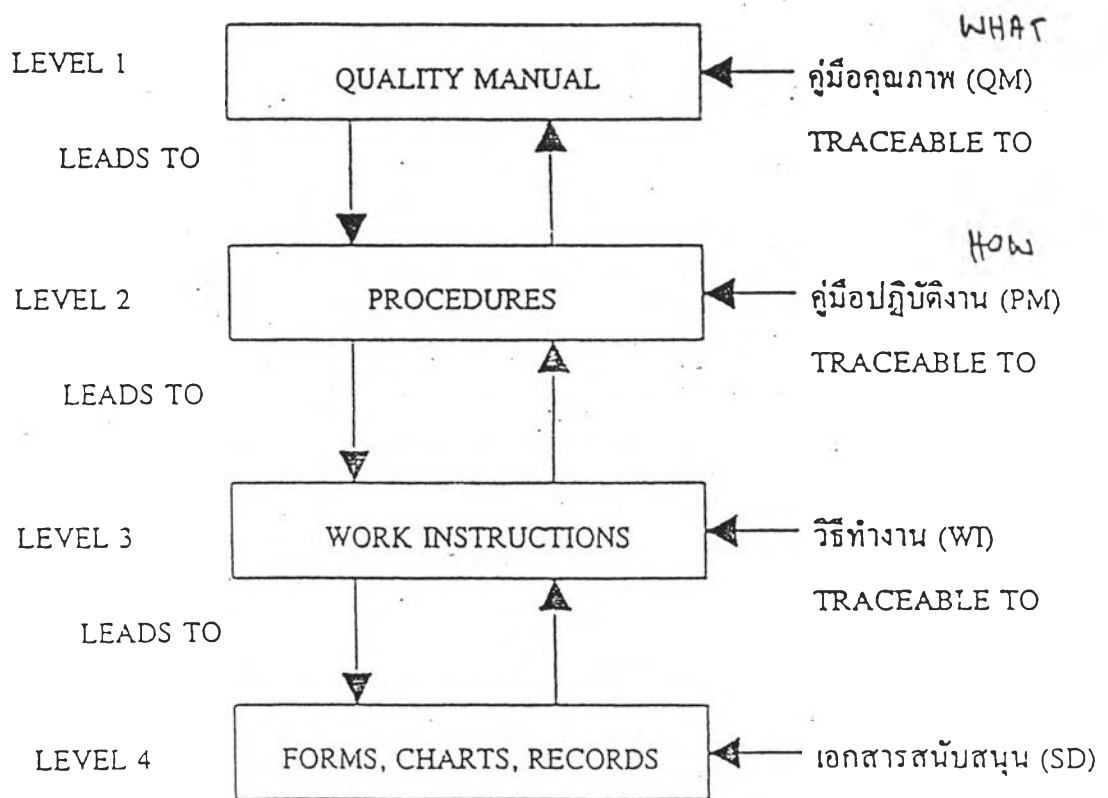 WHAT
LEVEL 1
QUALITY MANUAL
คู่มือคุณภาพ (QM)
LEADS TO
TRACEABLE TO
HOW
LEVEL 2
PROCEDURES
คู่มือปฏิบัติงาน (PM)
LEADS TO
TRACEABLE TO
LEVEL 3
WORK INSTRUCTIONS
วิธีทำงาน (WI)
LEADS TO
TRACEABLE TO
LEVEL 4
FORMS, CHARTS, RECORDS
เอกสารสนับสนุน (SD)